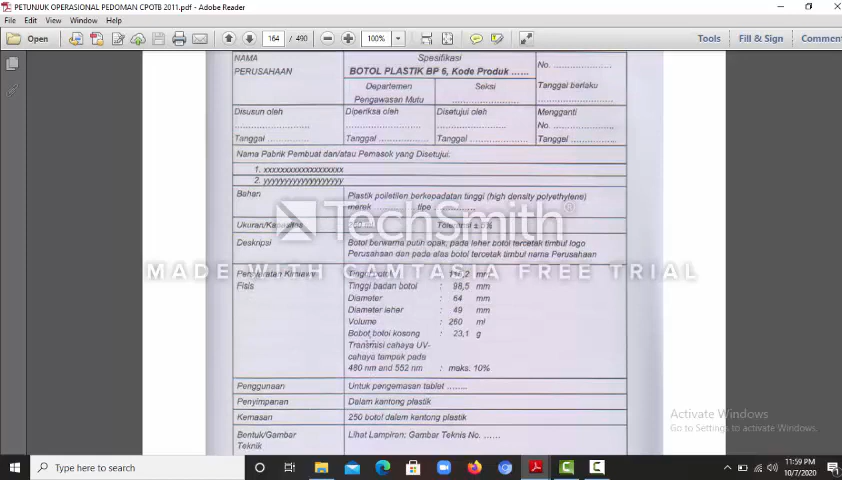 PETUNJUK OPERASIONAL PEDOMAN CPOTB 2011.pdf - Adobe Reader
File Edit View Window Help
Open 164 / 490 100% Tools Fill & Sign Comment
NAMA PERUSAHAAN
Spesifikasi
BOTOL PLASTIK BP 6, Kode Produk ......
No. ........................
Tanggal berlaku
........................
Departemen Pengawasan Mutu
Seksi
........................
Disusun oleh
........................
Tanggal ...............
Diperiksa oleh
........................
Tanggal ...............
Disetujui oleh
........................
Tanggal ...............
Mengganti
No. ........................
Tanggal ...............
Nama Pabrik Pembuat dan/atau Pemasok yang Disetujui:
1. xxxxxxxxxxxxxxxxxxx
2. yyyyyyyyyyyyyyyyyyy
Bahan
Plastik polietilen berkepadatan tinggi (high density polyethylene)
merek ............ tipe ............
Ukuran/Kapasitas
Toleransi ± 5%
Deskripsi
Botol berwarna putih opak, pada leher botol tercetak timbul logo
Perusahaan dan pada alas botol tercetak timbul nama Perusahaan
Persyaratan Kimiawi/
Fisis
Tinggi botol : 116,2 mm
Tinggi badan botol : 98,5 mm
Diameter : 64 mm
Diameter leher : 49 mm
Volume : 260 ml
Bobot botol kosong : 23,1 g
Transmisi cahaya UV-
cahaya tampak pada
480 nm and 552 nm : maks. 10%
Penggunaan
Untuk pengemasan tablet ........
Penyimpanan
Dalam kantong plastik
Kemasan
250 botol dalam kantong plastik
Bentuk/Gambar
Teknik
Lihat Lampiran: Gambar Teknis No. ......
TechSmith
MADE WITH CAMTASIA FREE TRIAL
Activate Windows
Go to Settings to activate Windows.
Type here to search
11:59 PM
10/7/2020